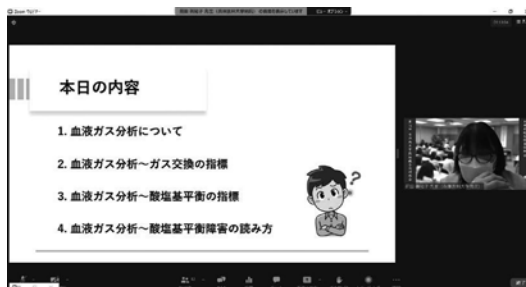 本日の内容
1. 血液ガス分析について
2. 血液ガス分析～ガス交換の指標
3. 血液ガス分析～酸塩基平衡の指標
4. 血液ガス分析～酸塩基平衡障害の読み方
?